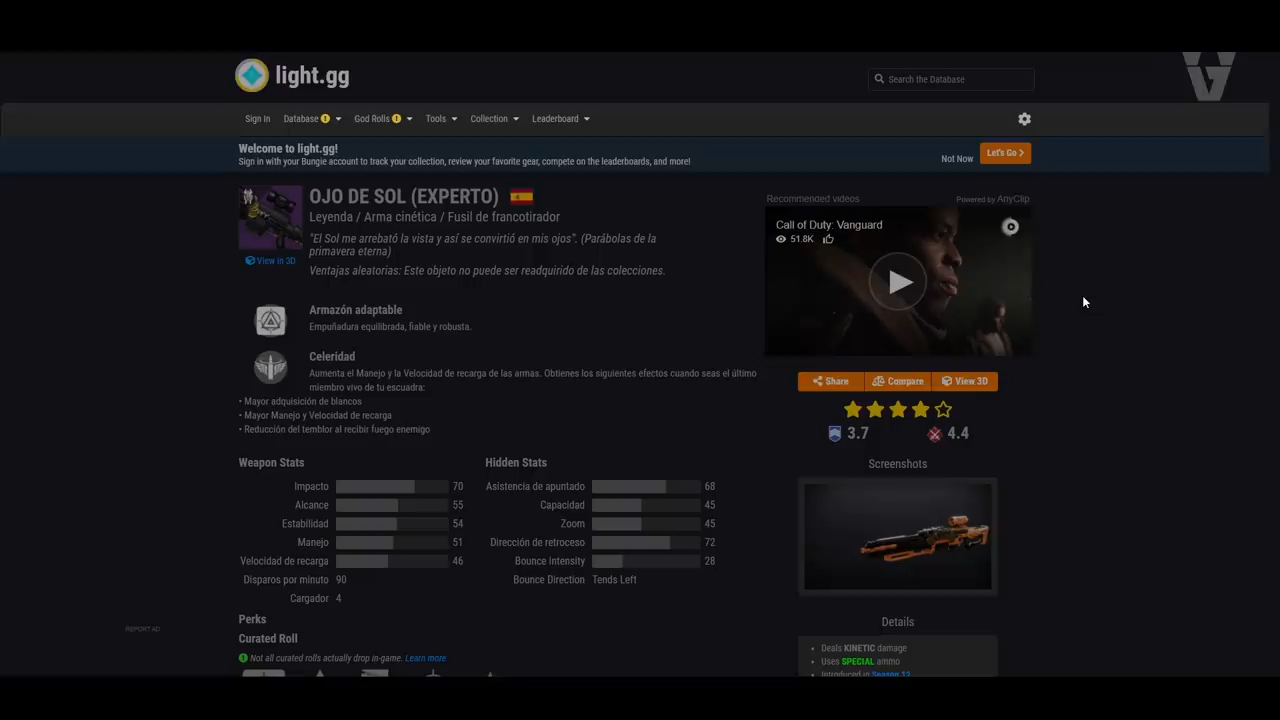 light.gg
Search the Database
Sign In Database God Rolls Tools Collection Leaderboard
Welcome to light.gg!
Sign in with your Bungie account to track your collection, review your favorite gear, compete on the leaderboards, and more!
Not Now
Let's Go
OJO DE SOL (EXPERTO)
Leyenda / Arma cinética / Fusil de francotirador
"El Sol me arrebató la vista y así se convirtió en mis ojos". (Parábolas de la
primavera eterna)
View in 3D
Ventajas aleatorias: Este objeto no puede ser readquirido de las colecciones.
Armazón adaptable
Empuñadura equilibrada, fiable y robusta.
Celeridad
Aumenta el Manejo y la Velocidad de recarga de las armas. Obtienes los siguientes efectos cuando seas el último
miembro vivo de tu escuadra:
• Mayor adquisición de blancos
• Mayor Manejo y Velocidad de recarga
• Reducción del temblor al recibir fuego enemigo
Weapon Stats
Impacto 70
Alcance 55
Estabilidad 54
Manejo 51
Velocidad de recarga 46
Disparos por minuto 90
Cargador 4
Hidden Stats
Asistencia de apuntado 68
Capacidad 45
Zoom 45
Dirección de retroceso 72
Bounce Intensity 28
Bounce Direction Tends Left
Perks
Curated Roll
Not all curated rolls actually drop in-game. Learn more
REPORT AD
Recommended videos
Powered by AnyClip
Call of Duty: Vanguard
51.8K
Share
Compare
View 3D
3.7
4.4
Screenshots
Details
• Deals KINETIC damage
• Uses SPECIAL ammo
• Introduced in Season 13